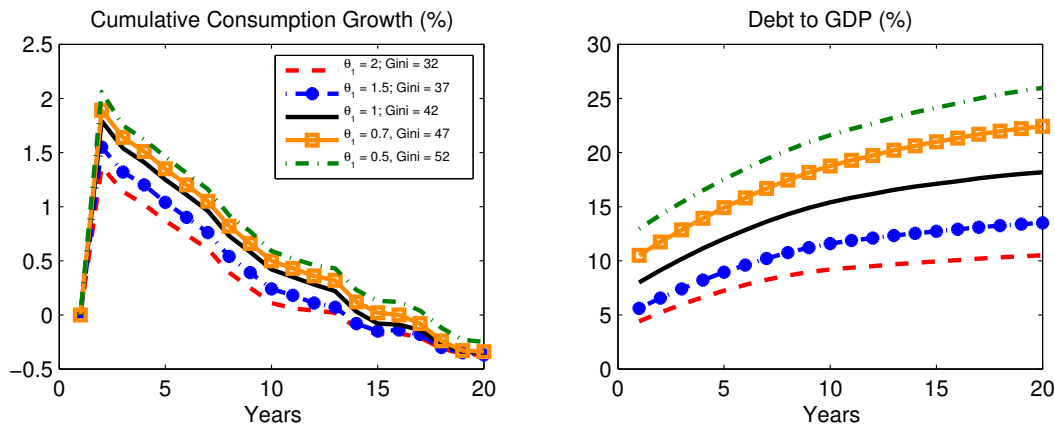 Cumulative Consumption Growth (%)
2.5
2
1.5
1
0.5
0
−0.5
0 5 10 15 20
Years
θ1 = 2; Gini = 32
θ1 = 1.5; Gini = 37
θ1 = 1; Gini = 42
θ1 = 0.7, Gini = 47
θ1 = 0.5, Gini = 52
Debt to GDP (%)
30
25
20
15
10
5
0
0 5 10 15 20
Years